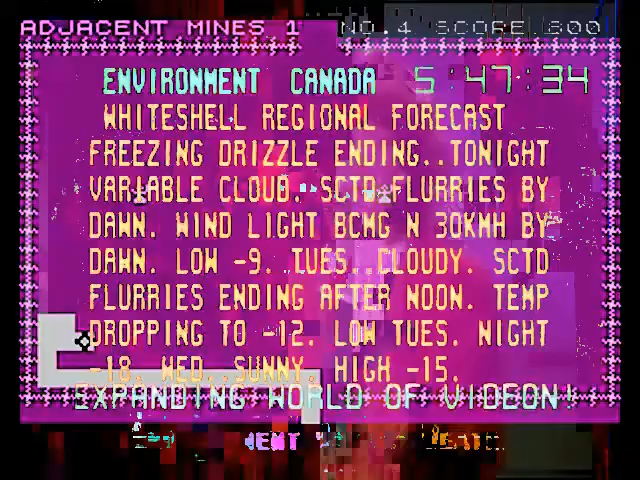 ADJACENT MINES 1 NO.4 SCORE 600
ENVIRONMENT CANADA 5:47:34
WHITESHELL REGIONAL FORECAST
FREEZING DRIZZLE ENDING..TONIGHT
VARIABLE CLOUD. SCTD FLURRIES BY
DAWN. WIND LIGHT BCMG N 30KMH BY
DAWN. LOW -9. TUES..CLOUDY. SCTD
FLURRIES ENDING AFTER NOON. TEMP
DROPPING TO -12. LOW TUES. NIGHT
-18. WED..SUNNY. HIGH -15.
EXPANDING WORLD OF VIDEON!